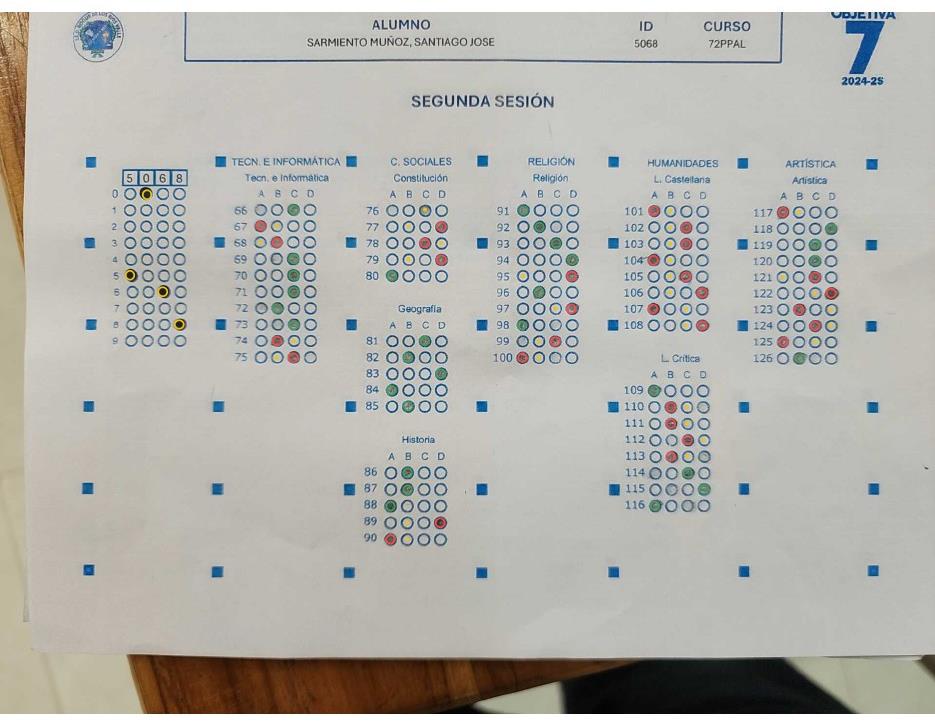 ALUMNO
SARMIENTO MUÑOZ, SANTIAGO JOSE
ID
5068
CURSO
72PPAL
OBJETIVA
7
2024-25
SEGUNDA SESIÓN
5 0 6 8
0
1
2
3
4
5
6
7
8
9
TECN. E INFORMÁTICA
Tecn. e Informática
A B C D
66
67
68
69
70
71
72
73
74
75
C. SOCIALES
Constitución
A B C D
76
77
78
79
80
Geografía
A B C D
81
82
83
84
85
Historia
A B C D
86
87
88
89
90
RELIGIÓN
Religión
A B C D
91
92
93
94
95
96
97
98
99
100
HUMANIDADES
L. Castellana
A B C D
101
102
103
104
105
106
107
108
L. Crítica
A B C D
109
110
111
112
113
114
115
116
ARTÍSTICA
Artística
A B C D
117
118
119
120
121
122
123
124
125
126